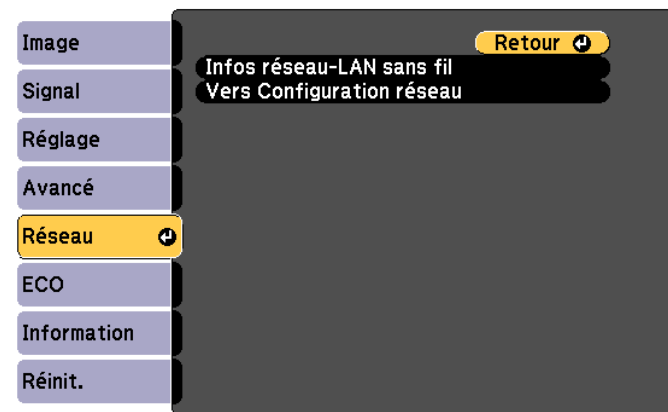 Image
Signal
Réglage
Avancé
Réseau
ECO
Information
Réinit.
Retour
Infos réseau-LAN sans fil
Vers Configuration réseau